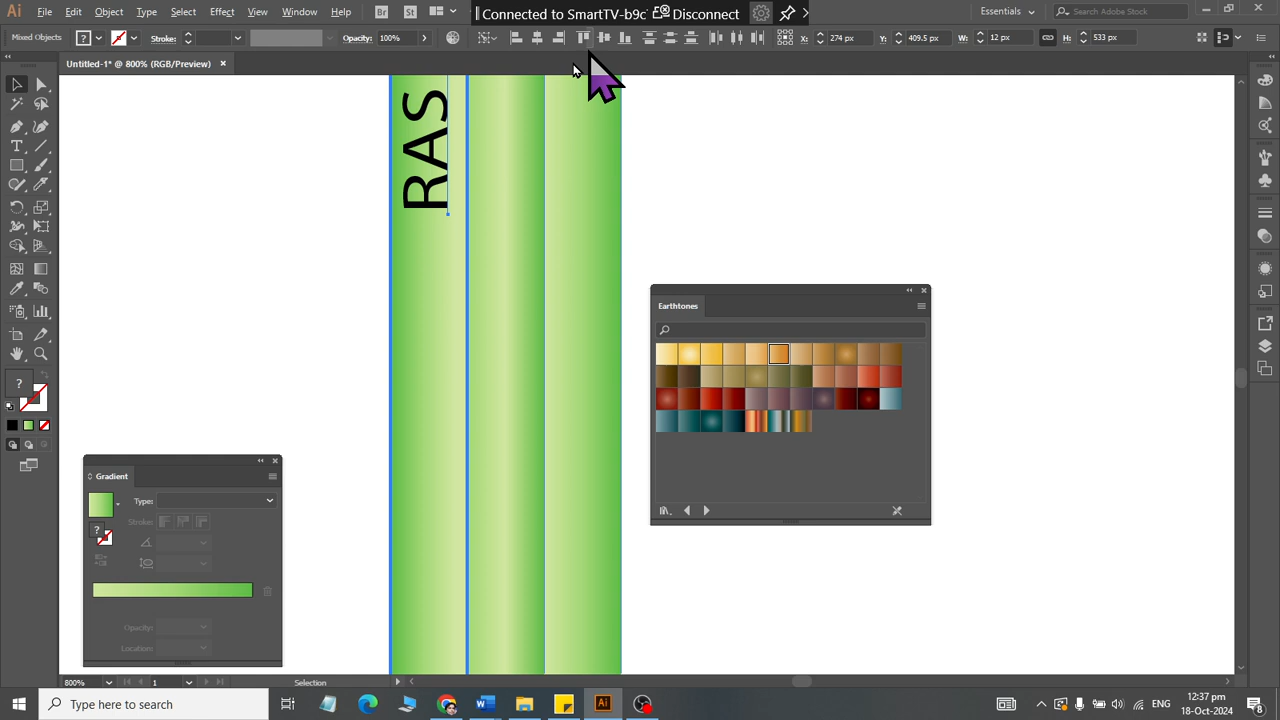 Ai File Edit Object Type Select Effect View Window Help Br St
Connected to SmartTV-b9c Disconnect
Essentials
Search Adobe Stock
Mixed Objects
Stroke:
Opacity: 100%
X: 274 px
Y: 409.5 px
W: 12 px
H: 533 px
Untitled-1* @ 800% (RGB/Preview)
RAS
Earthtones
Gradient
Type:
Stroke:
Opacity:
Location:
800%
1
Selection
Type here to search
ENG
12:37 pm
18-Oct-2024
8